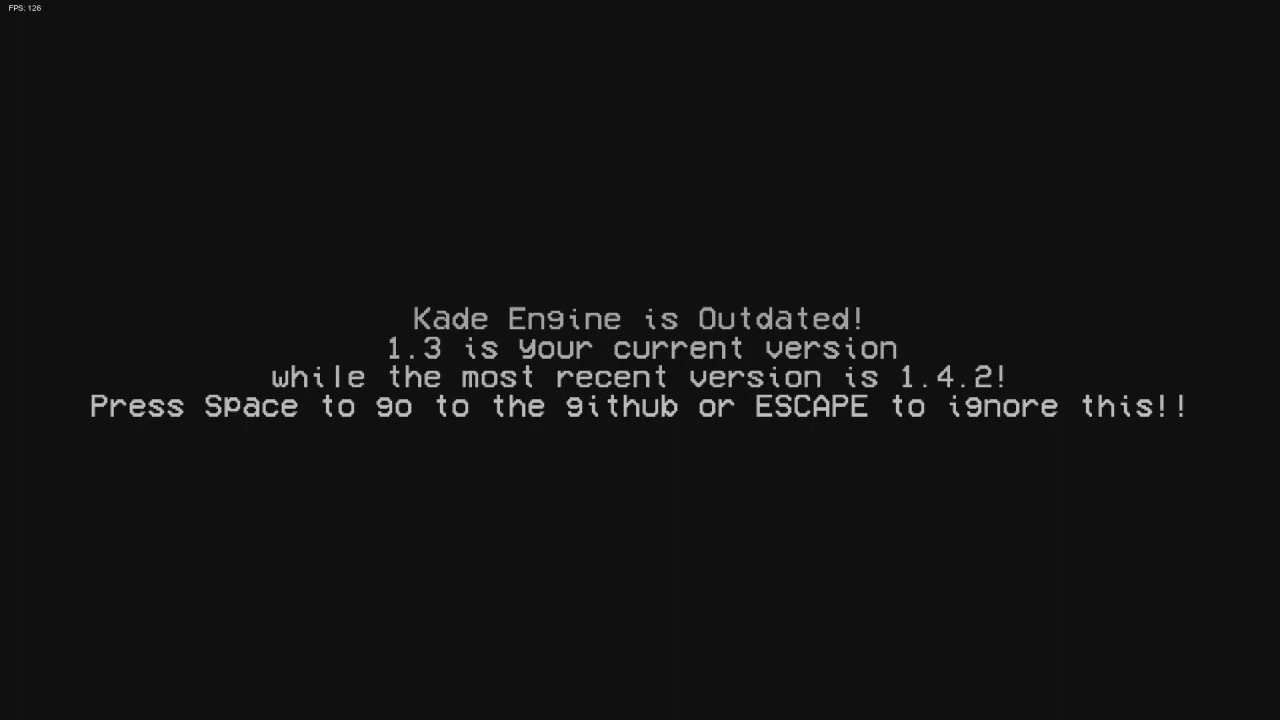 FPS: 126
Kade Engine is Outdated!
1.3 is your current version
while the most recent version is 1.4.2!
Press Space to go to the github or ESCAPE to ignore this!!